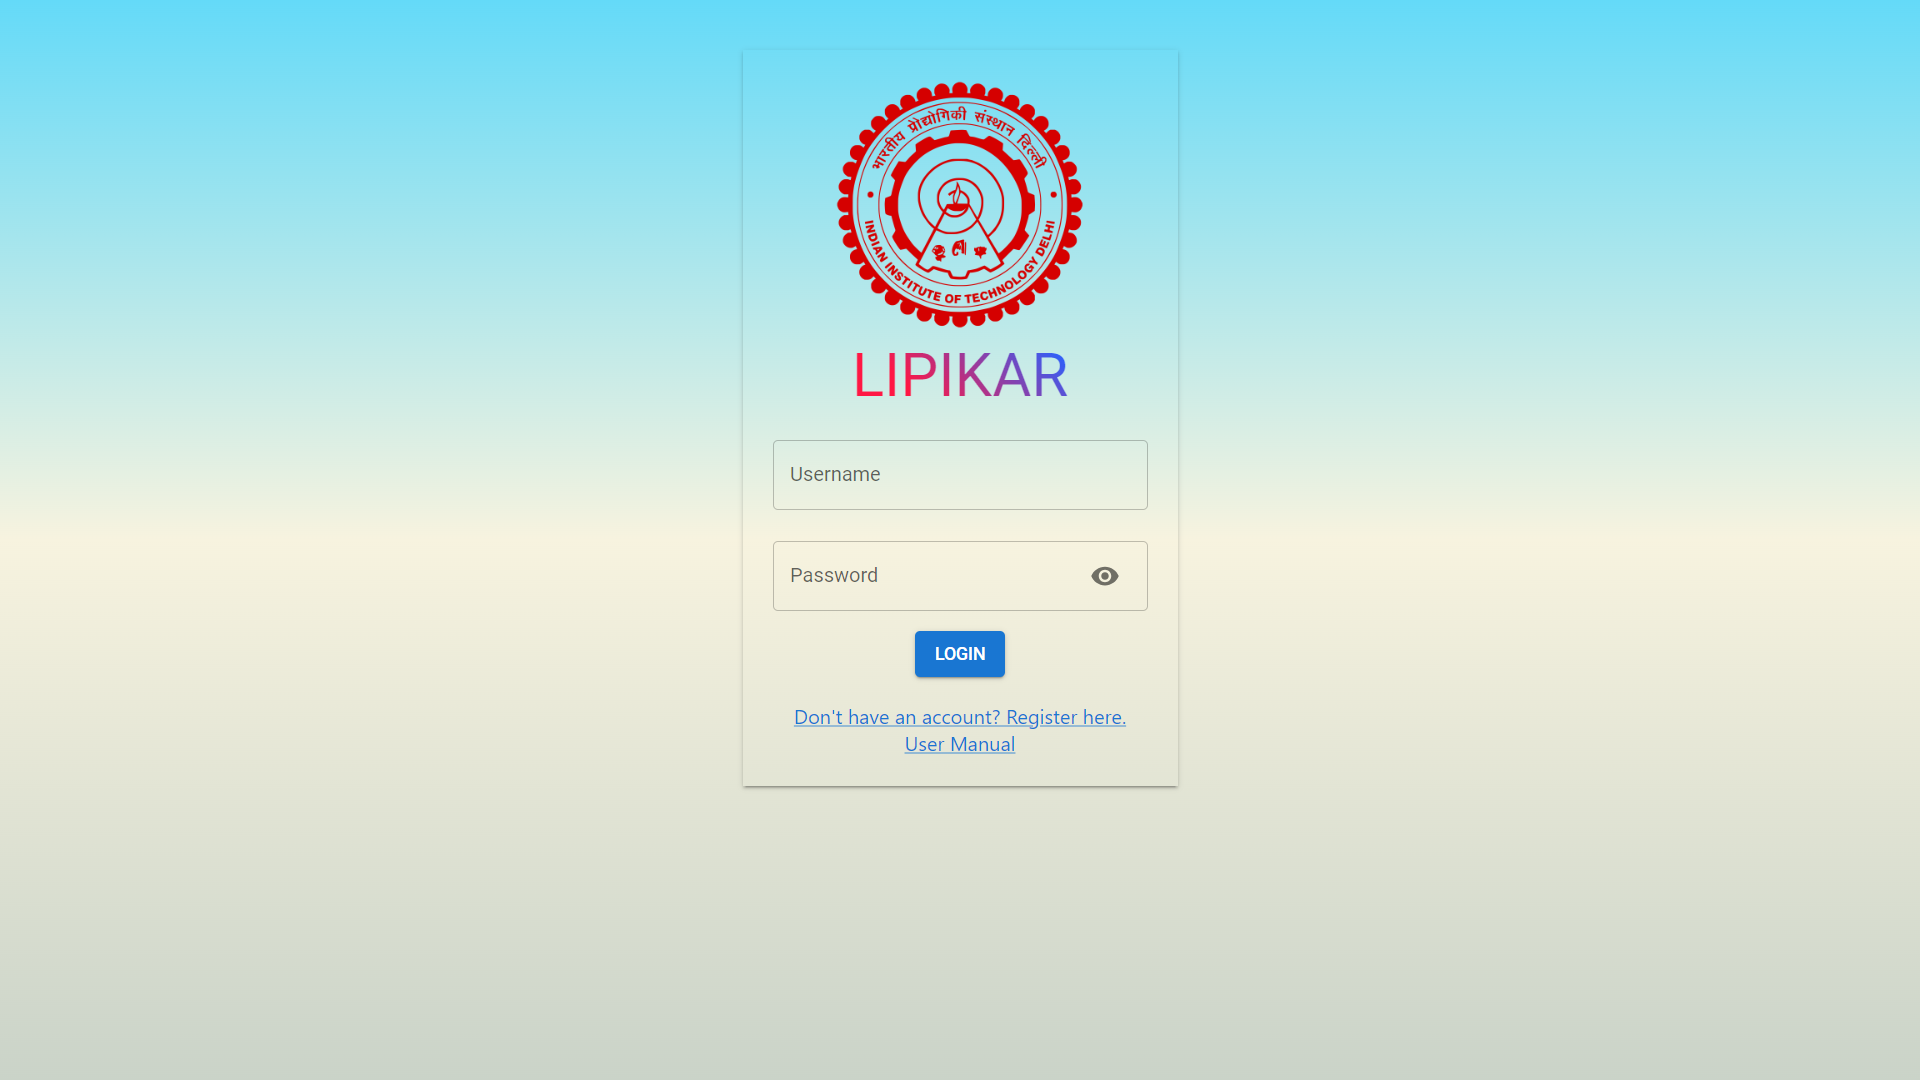 भारतीय प्रौद्योगिकी संस्थान दिल्ली
INDIAN INSTITUTE OF TECHNOLOGY DELHI
LIPIKAR
Username
Password
LOGIN
Don't have an account? Register here.
User Manual